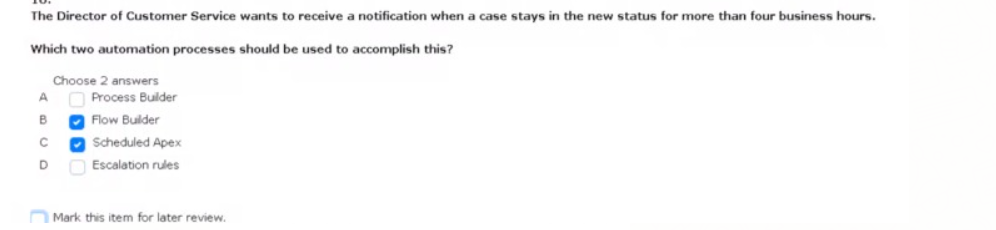 The Director of Customer Service wants to receive a notification when a case stays in the new status for more than four business hours.
Which two automation processes should be used to accomplish this?
Choose 2 answers
A Process Builder
B Flow Builder
C Scheduled Apex
D Escalation rules
Mark this item for later review.